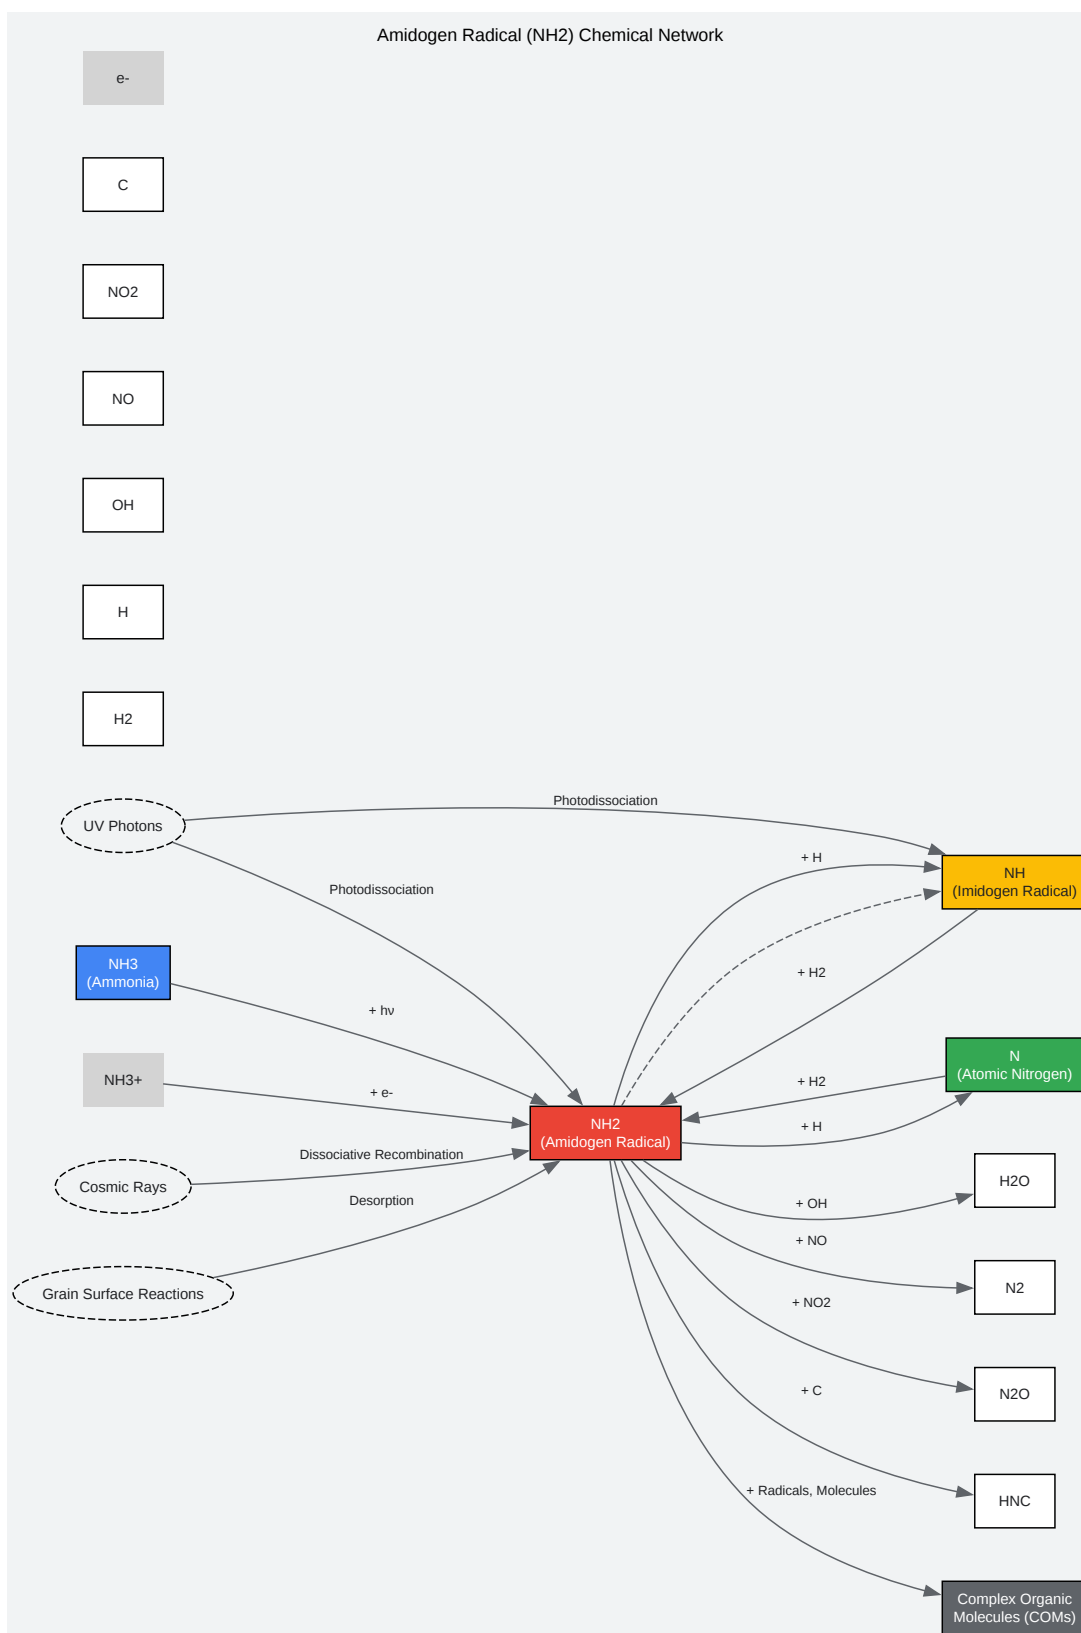 Amidogen Radical (NH2) Chemical Network
e-
C
NO2
NO
OH
H
H2
UV Photons
NH3
(Ammonia)
NH3+
Cosmic Rays
Grain Surface Reactions
Photodissociation
Photodissociation
+ hν
+ e-
Dissociative Recombination
Desorption
NH2
(Amidogen Radical)
+ H
+ H2
+ H2
+ H
+ OH
+ NO
+ NO2
+ C
+ Radicals, Molecules
NH
(Imidogen Radical)
N
(Atomic Nitrogen)
H2O
N2
N2O
HNC
Complex Organic
Molecules (COMs)